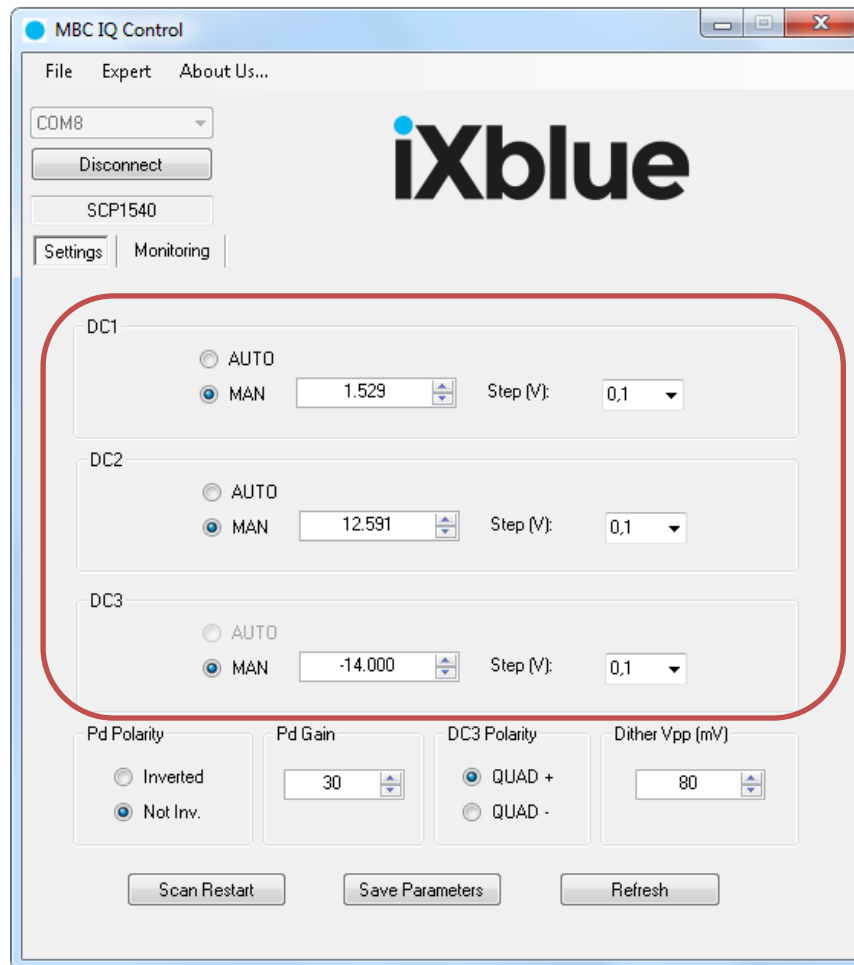 MBC IQ Control
File Expert About Us...
COM8
iXblue
Disconnect
SCP1540
Settings Monitoring
DC1
AUTO
MAN 1.529 Step (V): 0,1
DC2
AUTO
MAN 12.591 Step (V): 0,1
DC3
AUTO
MAN -14.000 Step (V): 0,1
Pd Polarity Pd Gain DC3 Polarity Dither Vpp (mV)
Inverted 30 QUAD + 80
Not Inv. QUAD -
Scan Restart Save Parameters Refresh